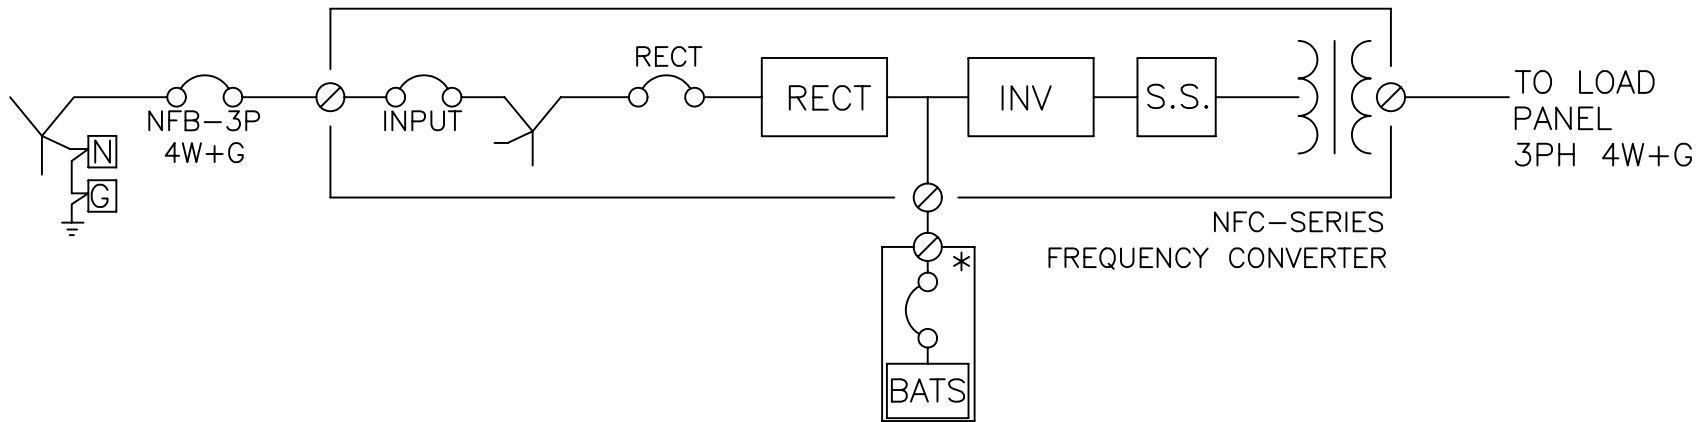 RECT
NFB-3P
4W+G
INPUT
RECT
INV
S.S.
TO LOAD
PANEL
3PH 4W+G
N
G
NFC-SERIES
FREQUENCY CONVERTER
*
BATS